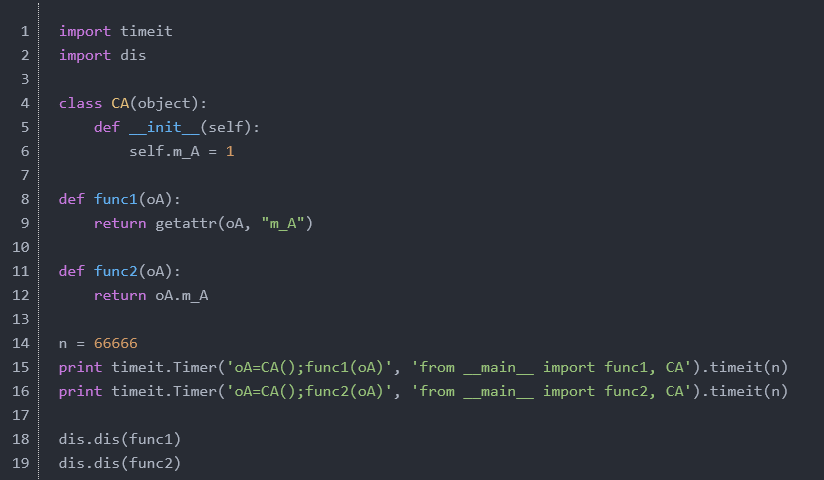 1 import timeit
2 import dis
3
4 class CA(object):
5     def __init__(self):
6         self.m_A = 1
7
8 def func1(oA):
9     return getattr(oA, "m_A")
10
11 def func2(oA):
12     return oA.m_A
13
14 n = 66666
15 print timeit.Timer('oA=CA();func1(oA)', 'from __main__ import func1, CA').timeit(n)
16 print timeit.Timer('oA=CA();func2(oA)', 'from __main__ import func2, CA').timeit(n)
17
18 dis.dis(func1)
19 dis.dis(func2)